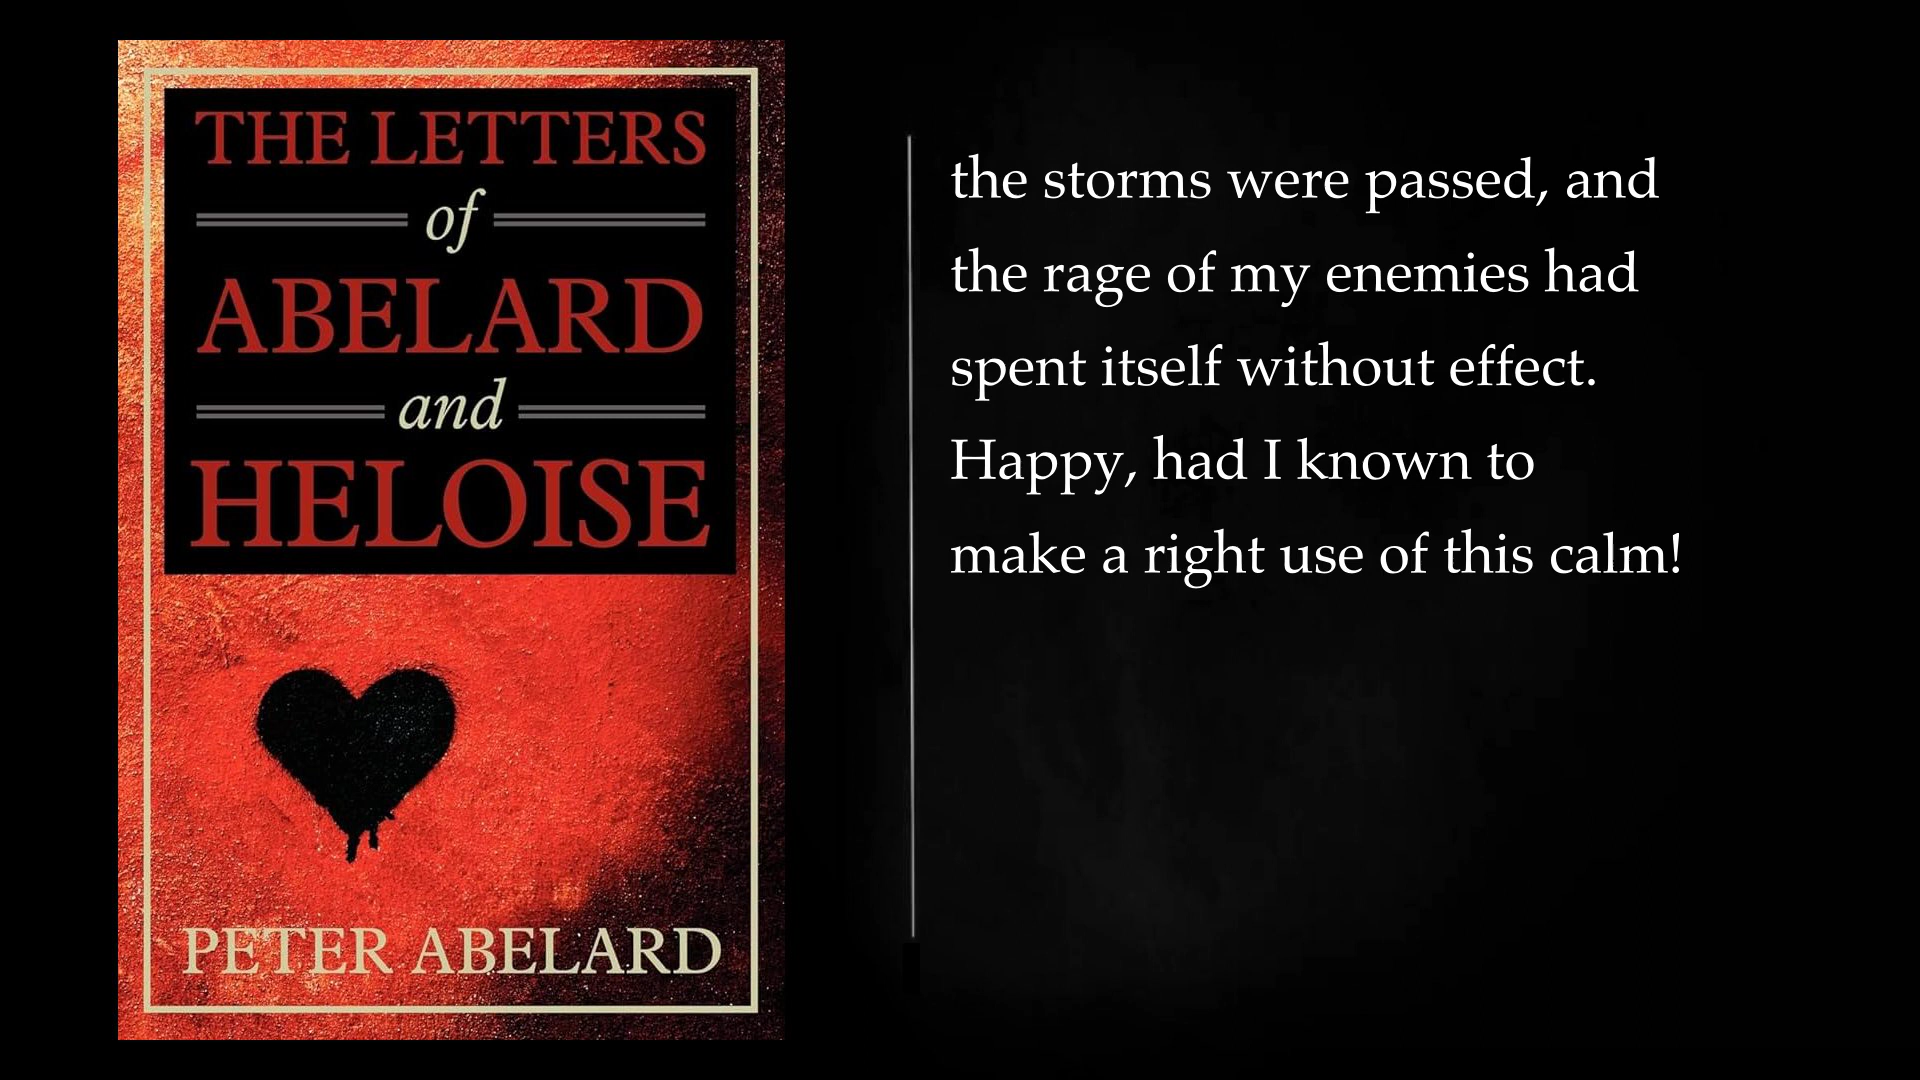 THE LETTERS
of
ABELARD
and
HELOISE
PETER ABELARD
the storms were passed, and
the rage of my enemies had
spent itself without effect.
Happy, had I known to
make a right use of this calm!